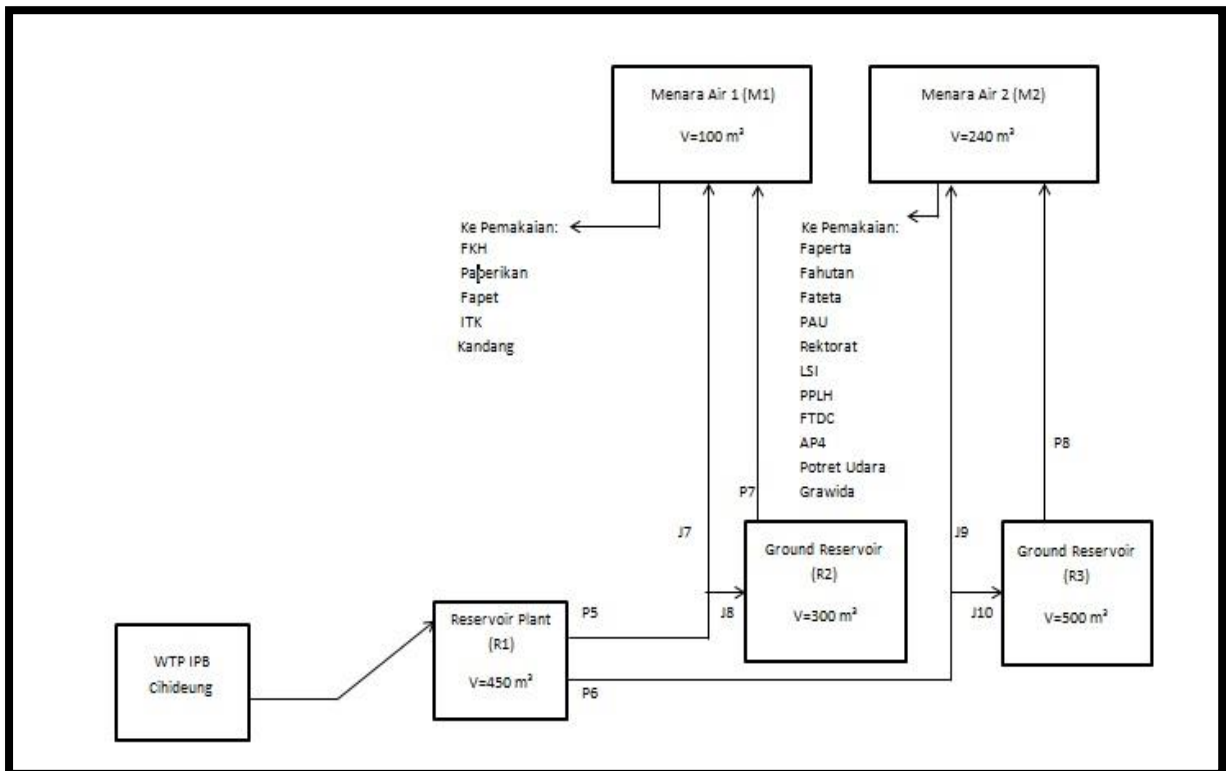 Menara Air 1 (M1)
V=100 m³
Menara Air 2 (M2)
V=240 m³
Ke Pemakaian:
FKH
Paperikan
Fapet
ITK
Kandang
Ke Pemakaian:
Faperta
Fahutan
Fateta
PAU
Rektorat
LSI
PPLH
FTDC
AP4
Potret Udara
Grawida
P7
P8
J7
J9
Ground Reservoir
(R2)
V=300 m³
Ground Reservoir
(R3)
V=500 m³
J8
J10
P5
P6
Reservoir Plant
(R1)
V=450 m³
WTP IPB
Cihideung